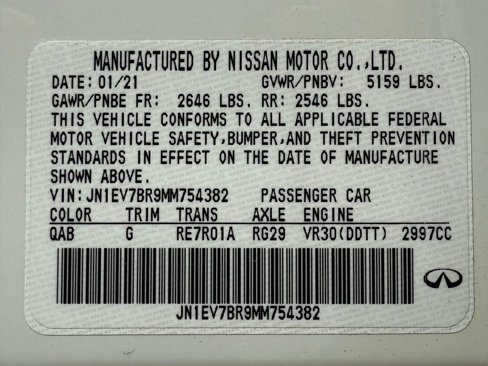 MANUFACTURED BY NISSAN MOTOR CO.,LTD.
DATE: 01/21 GVWR/PNBV: 5159 LBS.
GAWR/PNBE FR: 2646 LBS. RR: 2546 LBS.
THIS VEHICLE CONFORMS TO ALL APPLICABLE FEDERAL
MOTOR VEHICLE SAFETY,BUMPER,AND THEFT PREVENTION
STANDARDS IN EFFECT ON THE DATE OF MANUFACTURE
SHOWN ABOVE.
VIN: JN1EV7BR9MM754382 PASSENGER CAR
COLOR TRIM TRANS AXLE ENGINE
QAB G RE7R01A RG29 VR30(DDTT) 2997CC
JN1EV7BR9MM754382